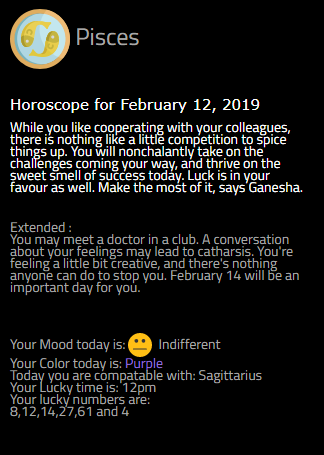 Pisces
Horoscope for February 12, 2019
While you like cooperating with your colleagues,
there is nothing like a little competition to spice
things up. You will nonchalantly take on the
challenges coming your way, and thrive on the
sweet smell of success today. Luck is in your
favour as well. Make the most of it, says Ganesha.
Extended :
You may meet a doctor in a club. A conversation
about your feelings may lead to catharsis. You're
feeling a little bit creative, and there's nothing
anyone can do to stop you. February 14 will be an
important day for you.
Your Mood today is: Indifferent
Your Color today is: Purple
Today you are compatable with: Sagittarius
Your Lucky time is: 12pm
Your lucky numbers are:
8,12,14,27,61 and 4